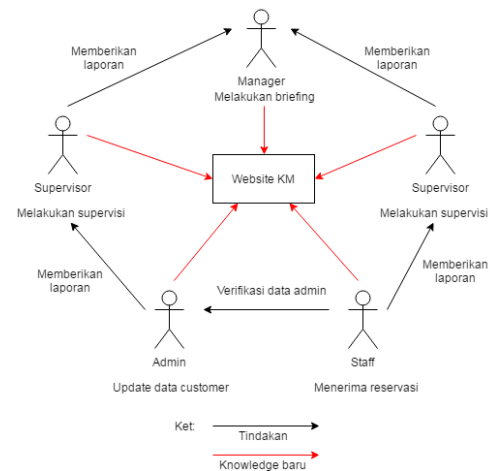 Memberikan
laporan
Memberikan
laporan
Manager
Melakukan briefing
Supervisor
Melakukan supervisi
Website KM
Supervisor
Melakukan supervisi
Memberikan
laporan
Verifikasi data admin
Memberikan
laporan
Admin
Update data customer
Staff
Menerima reservasi
Ket:
Tindakan
Knowledge baru